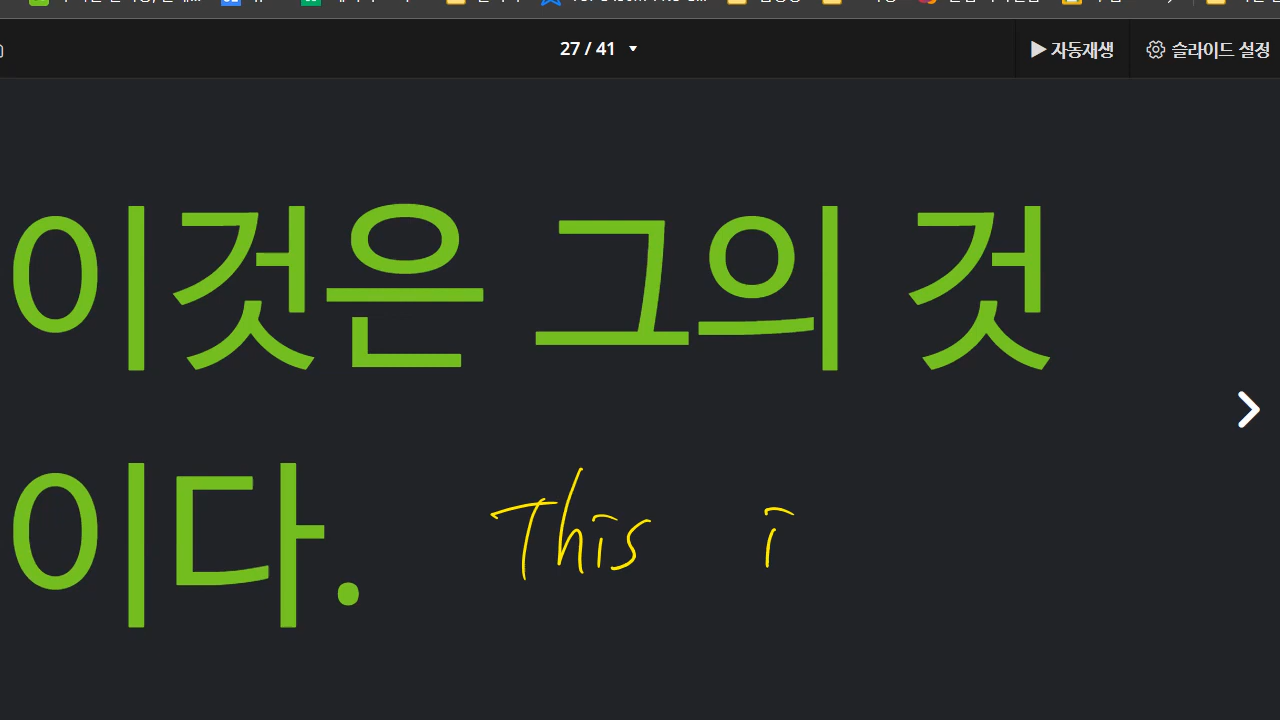 27 / 41
자동재생
슬라이드 설정
이것은 그의 것
이다.
This i